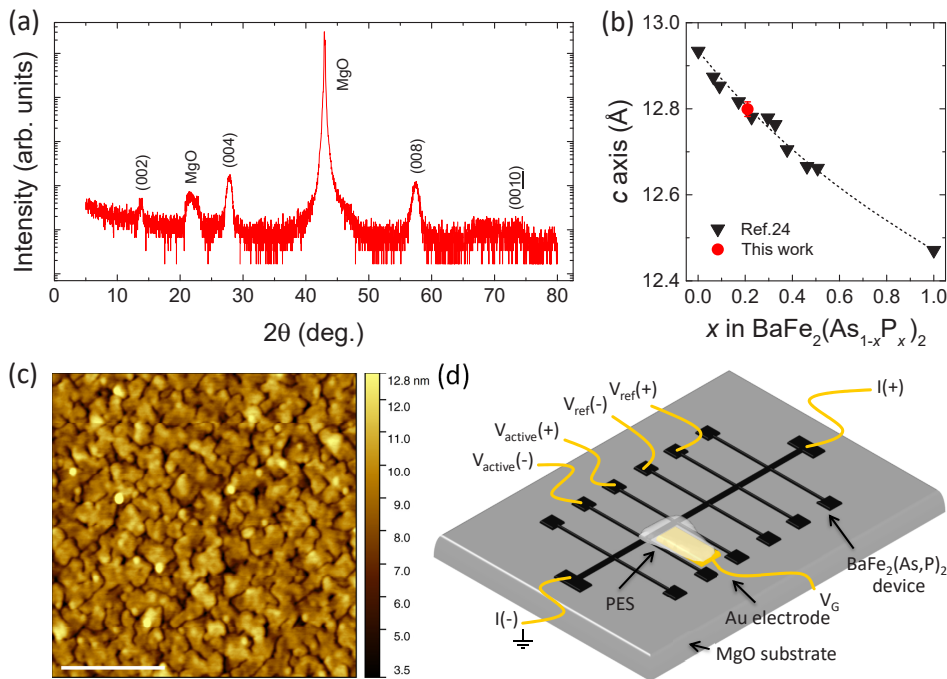 (a)
Intensity (arb. units)
(002)
MgO
(004)
MgO
(008)
(0010)
0 10 20 30 40 50 60 70 80
2θ (deg.)
(b)
c axis (Å)
13.0
12.8
12.6
12.4
Ref.24
This work
0.0 0.2 0.4 0.6 0.8 1.0
x in BaFe2(As1-xPx)2
(c)
12.8 nm
12.0
11.0
10.0
9.0
8.0
7.0
6.0
5.0
3.5
(d)
Vref(+)
Vref(-)
Vactive(+)
Vactive(-)
I(+)
I(-)
PES
VG
Au electrode
BaFe2(As,P)2
device
MgO substrate